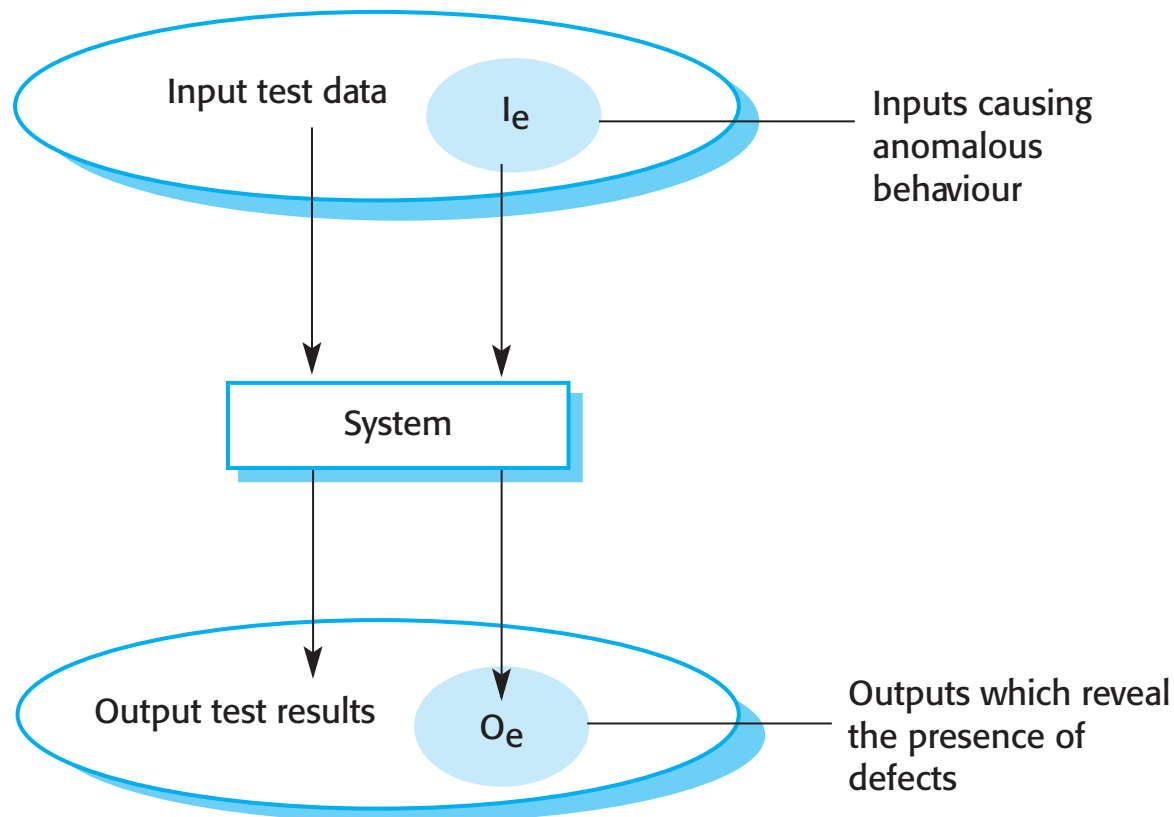 Input test data
Ie
Inputs causing
anomalous
behaviour
System
Output test results
Oe
Outputs which reveal
the presence of
defects